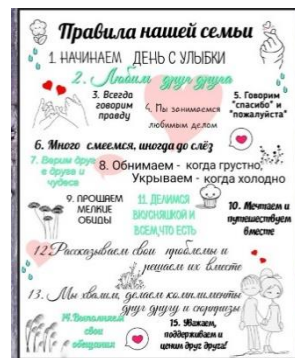 Правила нашей семьи
1. НАЧИНАЕМ ДЕНЬ С УЛЫБКИ
2. Любим друг друга
3. Всегда
говорим
правду
4. Мы занимаемся
любимым делом
5. Говорим
"спасибо" и
"пожалуйста"
6. Много смеемся, иногда до слёз
7. Верим друг
в друга и
чудеса
8. Обнимаем - когда грустно,
Укрываем - когда холодно
9. ПРОЩАЕМ
МЕЛКИЕ
ОБИДЫ
11. ДЕЛИМСЯ
ВКУСНЯШКОЙ И
ВСЕМ,ЧТО ЕСТЬ
10. Мечтаем и
путешествуем
вместе
12. Рассказываем свои проблемы и
решаем их вместе
13. Мы хвалим, делаем комплименты
друг другу и сюрпризы
14. Выполняем
свои
обещания
15. Уважаем,
поддерживаем и
ценим друг друга!